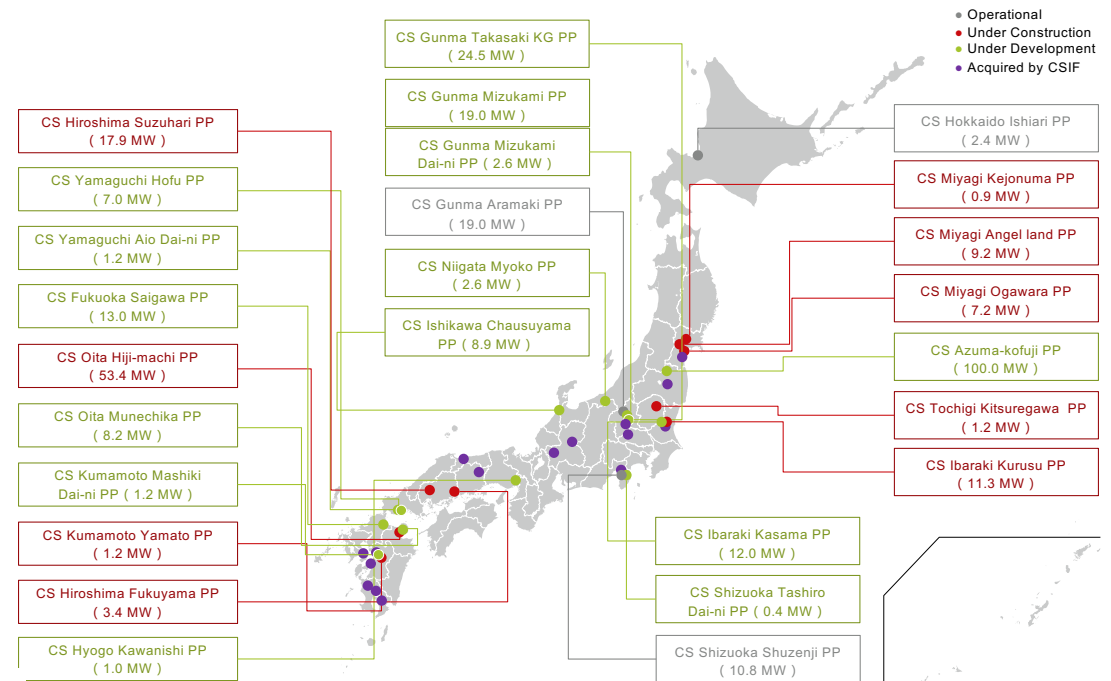 Operational
Under Construction
Under Development
Acquired by CSIF
CS Hiroshima Suzuhari PP
( 17.9 MW )
CS Yamaguchi Hofu PP
( 7.0 MW )
CS Yamaguchi Aio Dai-ni PP
( 1.2 MW )
CS Fukuoka Saigawa PP
( 13.0 MW )
CS Oita Hiji-machi PP
( 53.4 MW )
CS Oita Munechika PP
( 8.2 MW )
CS Kumamoto Mashiki
Dai-ni PP ( 1.2 MW )
CS Kumamoto Yamato PP
( 1.2 MW )
CS Hiroshima Fukuyama PP
( 3.4 MW )
CS Hyogo Kawanishi PP
( 1.0 MW )
CS Gunma Takasaki KG PP
( 24.5 MW )
CS Gunma Mizukami PP
( 19.0 MW )
CS Gunma Mizukami
Dai-ni PP ( 2.6 MW )
CS Gunma Aramaki PP
( 19.0 MW )
CS Niigata Myoko PP
( 2.6 MW )
CS Ishikawa Chausuyama
PP ( 8.9 MW )
CS Hokkaido Ishiari PP
( 2.4 MW )
CS Miyagi Kejonuma PP
( 0.9 MW )
CS Miyagi Angel land PP
( 9.2 MW )
CS Miyagi Ogawara PP
( 7.2 MW )
CS Azuma-kofuji PP
( 100.0 MW )
CS Tochigi Kitsuregawa PP
( 1.2 MW )
CS Ibaraki Kurusu PP
( 11.3 MW )
CS Ibaraki Kasama PP
( 12.0 MW )
CS Shizuoka Tashiro
Dai-ni PP ( 0.4 MW )
CS Shizuoka Shuzenji PP
( 10.8 MW )